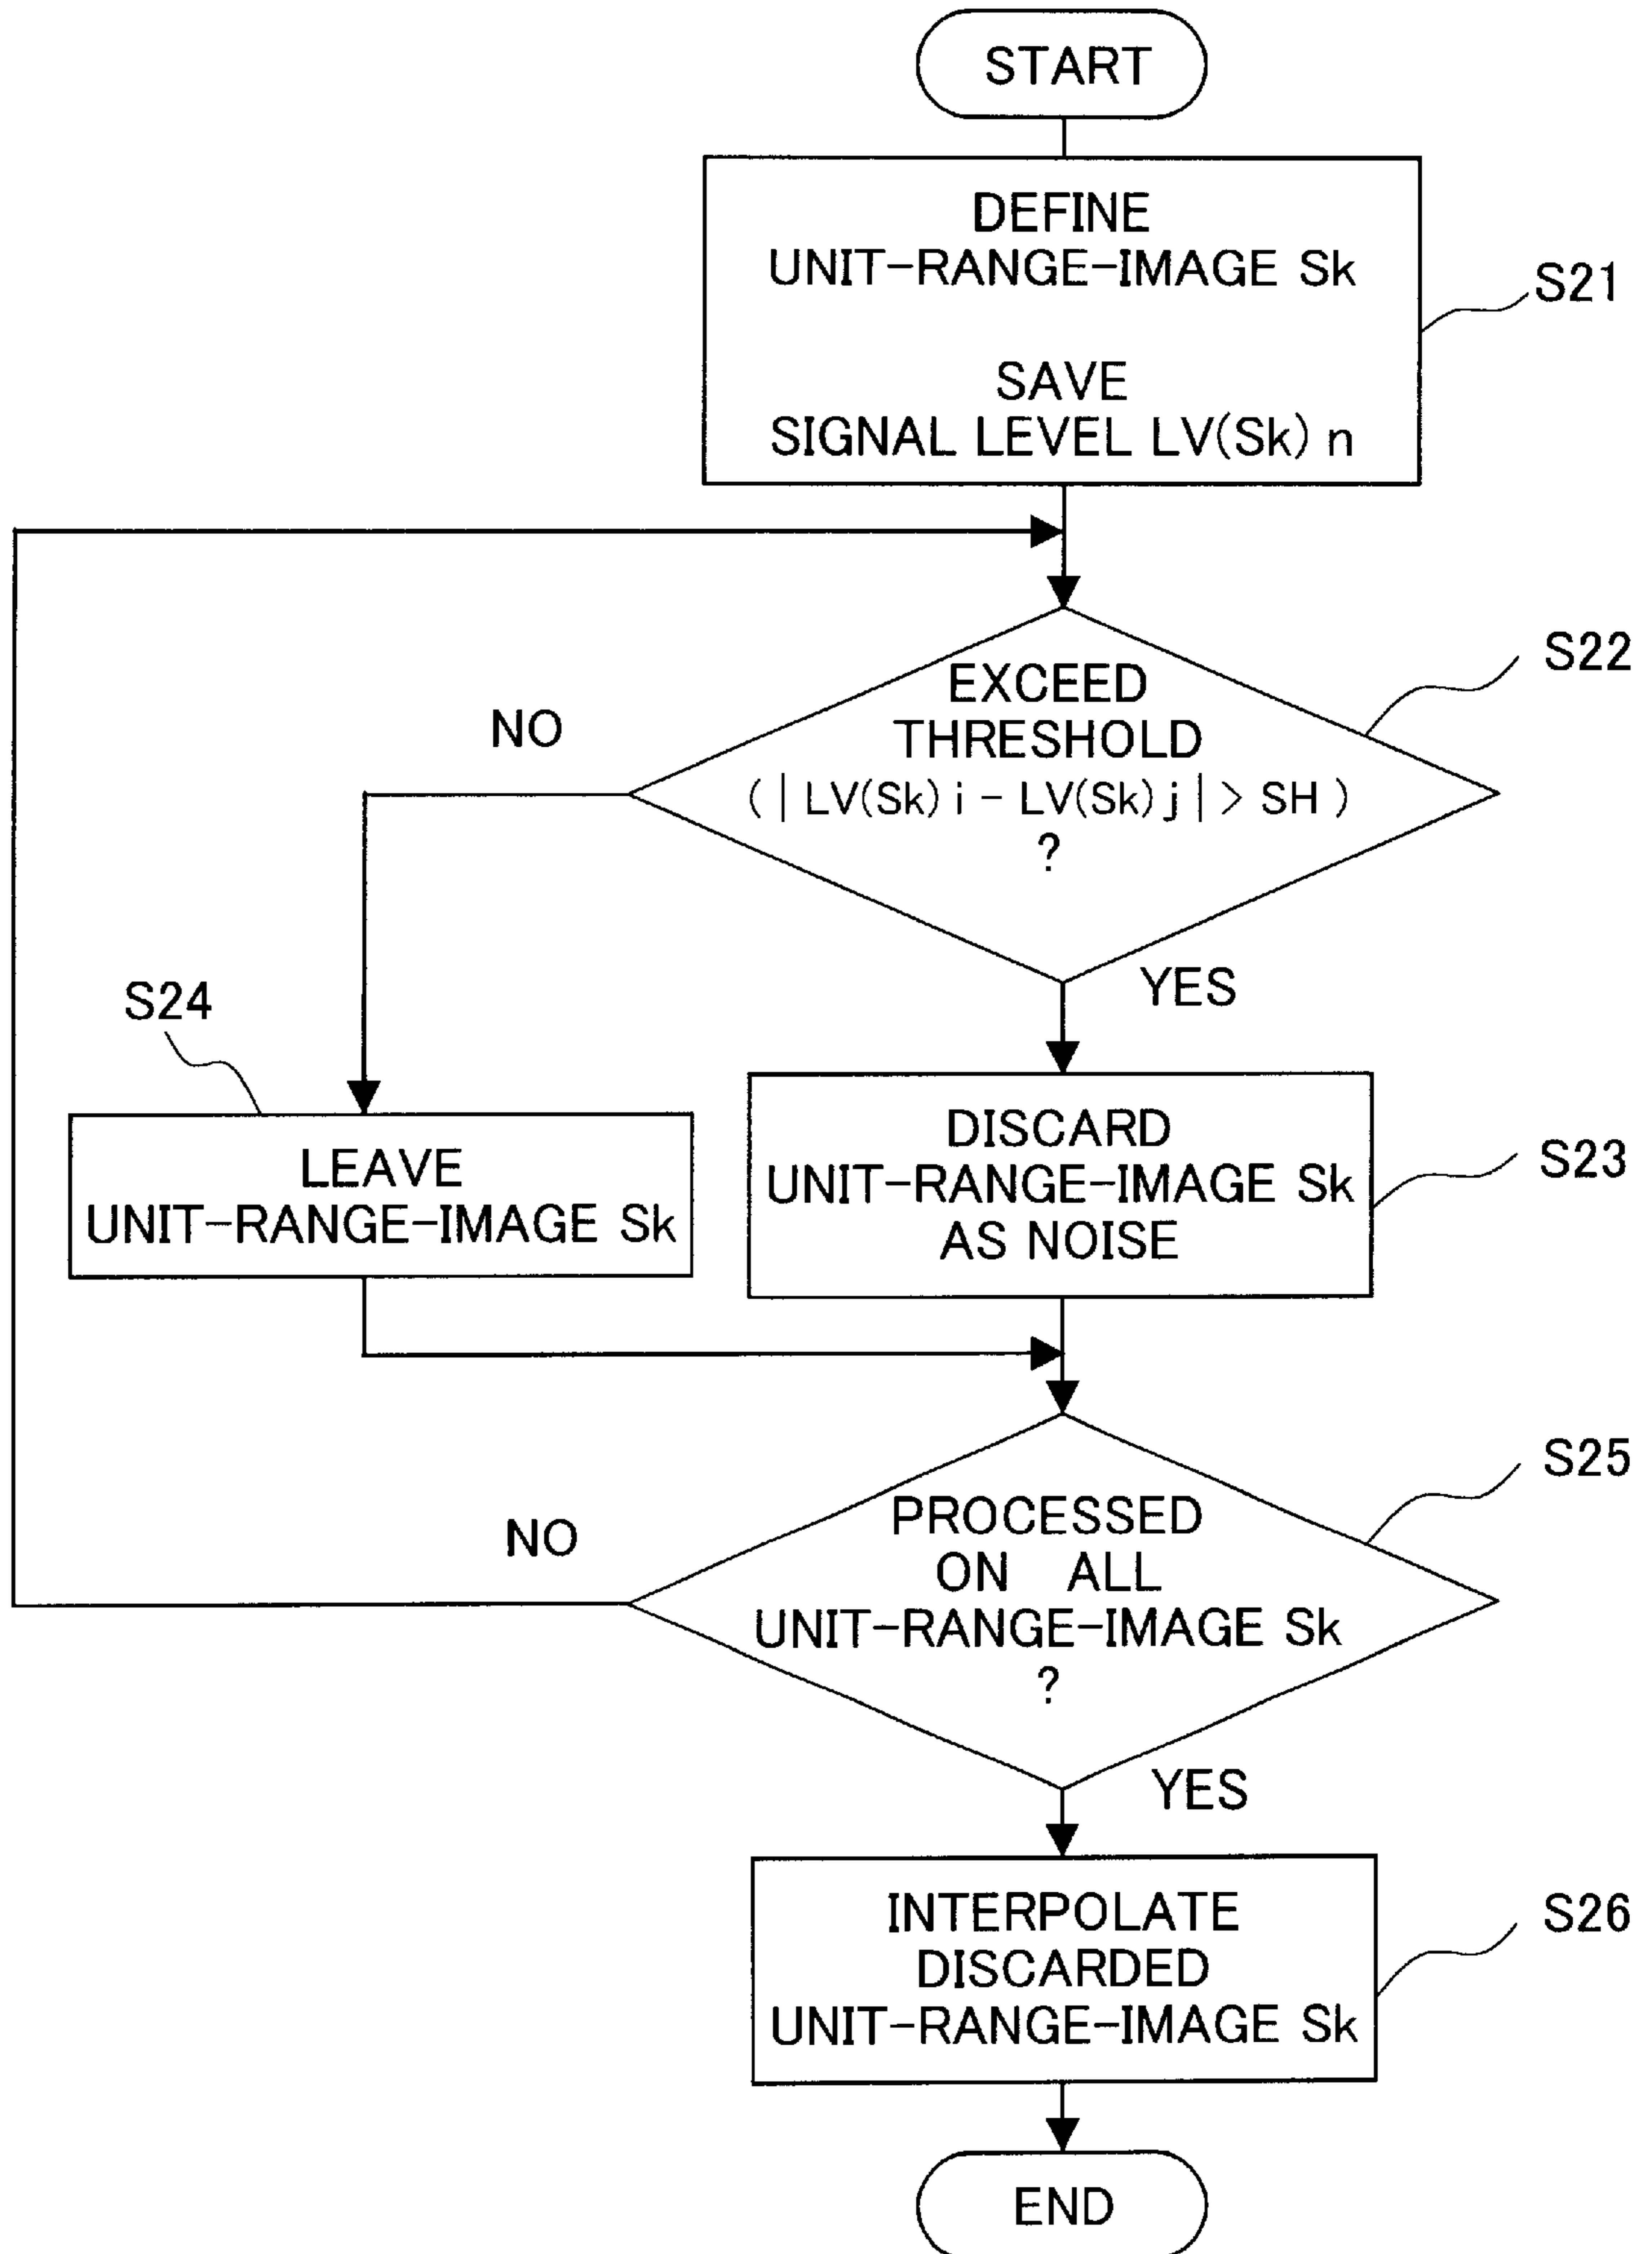 START
DEFINE
UNIT-RANGE-IMAGE Sk
SAVE
SIGNAL LEVEL LV(Sk) n
S21
EXCEED
THRESHOLD
( | LV(Sk) i - LV(Sk) j | > SH )
?
S22
NO
YES
S24
LEAVE
UNIT-RANGE-IMAGE Sk
DISCARD
UNIT-RANGE-IMAGE Sk
AS NOISE
S23
PROCESSED
ON ALL
UNIT-RANGE-IMAGE Sk
?
S25
NO
YES
INTERPOLATE
DISCARDED
UNIT-RANGE-IMAGE Sk
S26
END